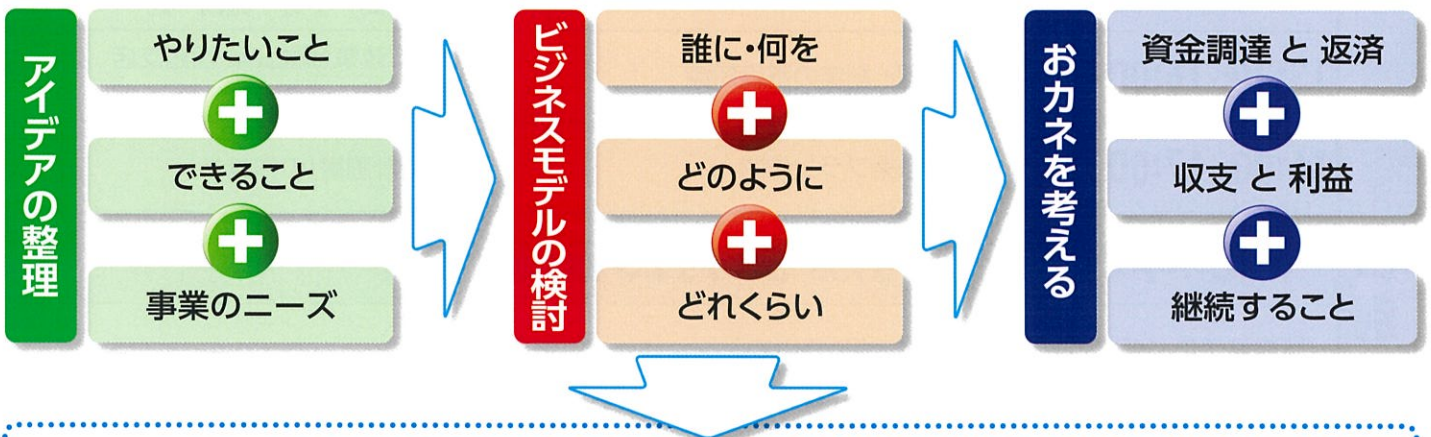 アイデアの整理
やりたいこと
できること
事業のニーズ
ビジネスモデルの検討
誰に・何を
どのように
どれくらい
おカネを考える
資金調達 と 返済
収支 と 利益
継続すること